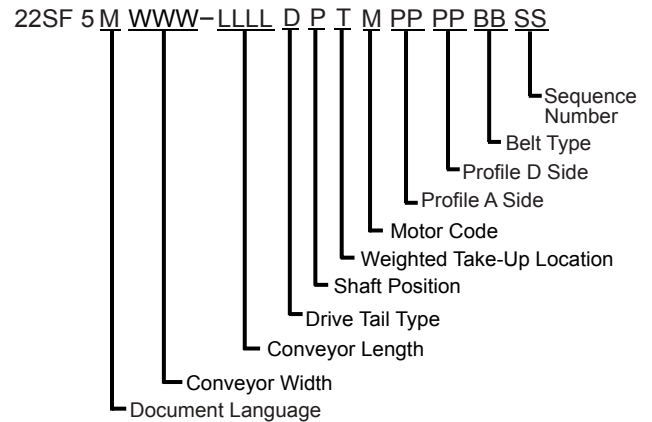 22SF 5 M WWW–LLLL D P T M PP PP BB SS
Sequence
Number
Belt Type
Profile D Side
Profile A Side
Motor Code
Weighted Take-Up Location
Shaft Position
Drive Tail Type
Conveyor Length
Conveyor Width
Document Language